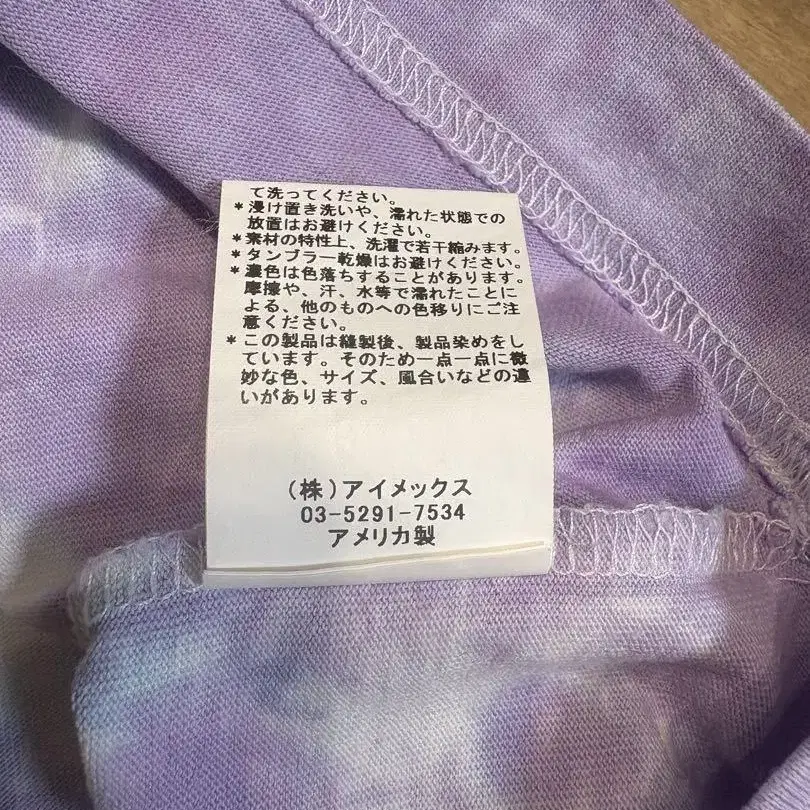 て洗ってください。
*浸け置き洗いや、濡れた状態での
放置はお避けください。
*素材の特性上、洗濯で若干縮みます。
*タンブラー乾燥はお避けください。
*濃色は色落ちすることがあります。
摩擦や、汗、水等で濡れたことに
よる、他のものへの色移りにご注
意ください。
*この製品は縫製後、製品染めをし
ています。そのため一点一点に微
妙な色、サイズ、風合いなどの違
いがあります。
(株)アイメックス
03-5291-7534
アメリカ製